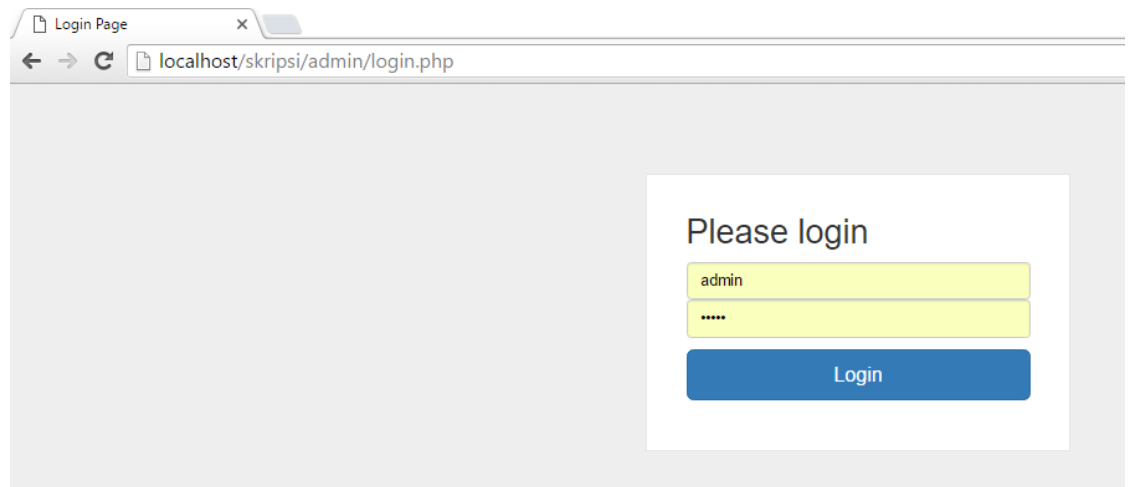 Login Page
localhost/skripsi/admin/login.php
Please login
admin
•••••
Login